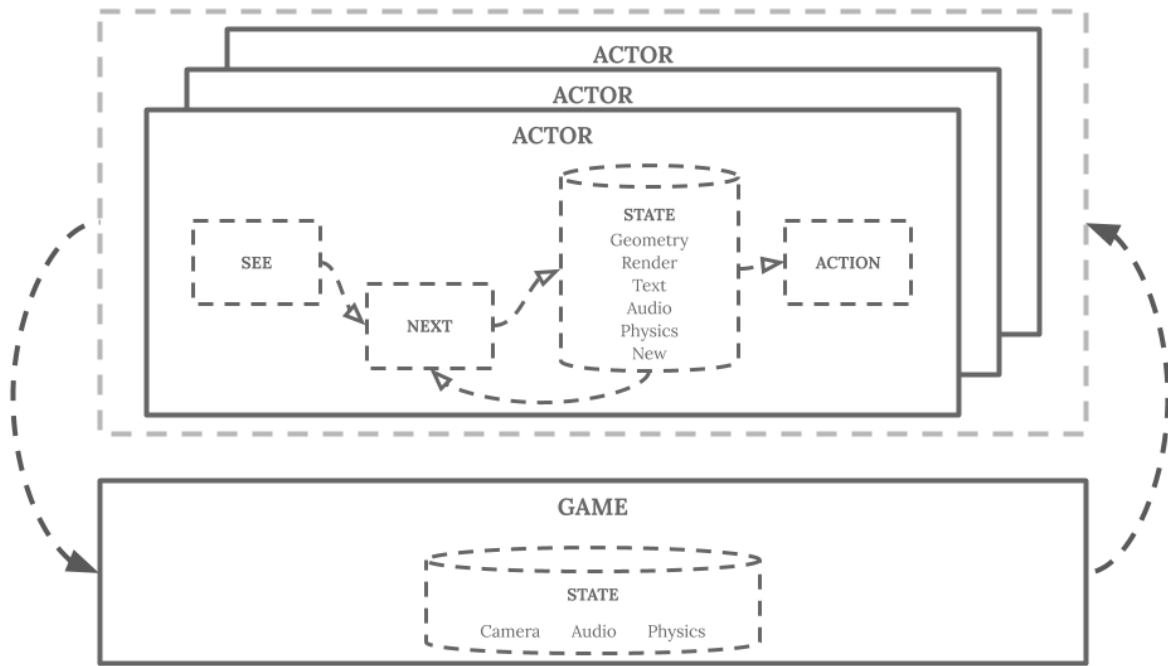 ACTOR
ACTOR
ACTOR
SEE
NEXT
STATE
Geometry
Render
Text
Audio
Physics
New
ACTION
GAME
STATE
Camera Audio Physics